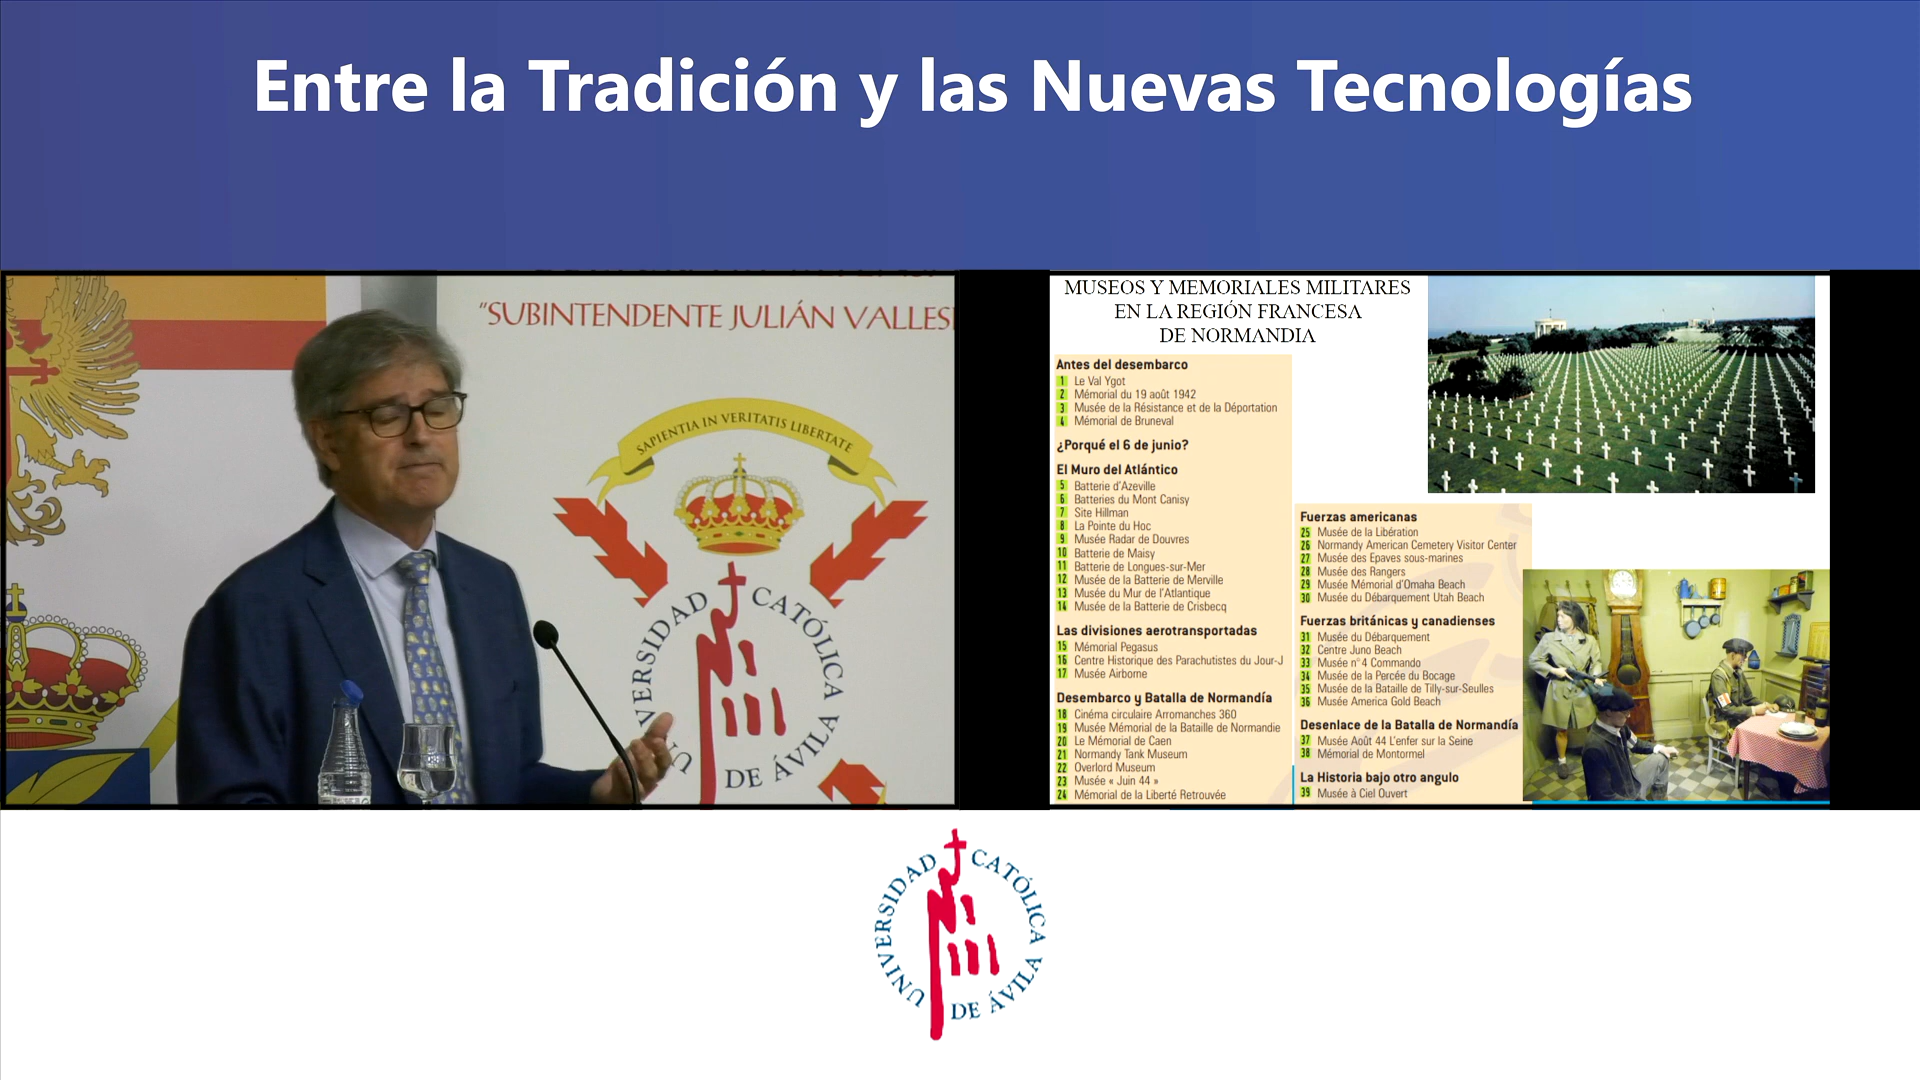 Entre la Tradición y las Nuevas Tecnologías
"SUBINTENDENTE JULIÁN VALLES
SAPIENTIA IN VERITATIS LIBERTATE
UNIVERSIDAD CATÓLICA DE ÁVILA
MUSEOS Y MEMORIALES MILITARES
EN LA REGIÓN FRANCESA
DE NORMANDIA
Antes del desembarco
1 Le Val Ygot
2 Mémorial du 19 août 1942
3 Musée de la Résistance et de la Déportation
4 Mémorial de Bruneval
¿Porqué el 6 de junio?
El Muro del Atlántico
5 Batterie d'Azeville
6 Batteries du Mont Canisy
7 Site Hillman
8 La Pointe du Hoc
9 Musée Radar de Douvres
10 Batterie de Maisy
11 Batterie de Longues-sur-Mer
12 Musée de la Batterie de Merville
13 Musée du Mur de l'Atlantique
14 Musée de la Batterie de Crisbecq
Las divisiones aerotransportadas
15 Mémorial Pegasus
16 Centre Historique des Parachutistes du Jour-J
17 Musée Airborne
Desembarco y Batalla de Normandía
18 Cinéma circulaire Arromanches 360
19 Musée Mémorial de la Bataille de Normandie
20 Le Mémorial de Caen
21 Normandy Tank Museum
22 Overlord Museum
23 Musée « Juin 44 »
24 Mémorial de la Liberté Retrouvée
Fuerzas americanas
25 Musée de la Libération
26 Normandy American Cemetery Visitor Center
27 Musée des Epaves sous-marines
28 Musée des Rangers
29 Musée Mémorial d'Omaha Beach
30 Musée du Débarquement Utah Beach
Fuerzas británicas y canadienses
31 Musée du Débarquement
32 Centre Juno Beach
33 Musée n°4 Commando
34 Musée de la Percée du Bocage
35 Musée de la Bataille de Tilly-sur-Seulles
36 Musée America Gold Beach
Desenlace de la Batalla de Normandía
37 Musée Août 44 L'enfer sur la Seine
38 Mémorial de Montormel
La Historia bajo otro angulo
39 Musée à Ciel Ouvert
UNIVERSIDAD CATÓLICA DE ÁVILA